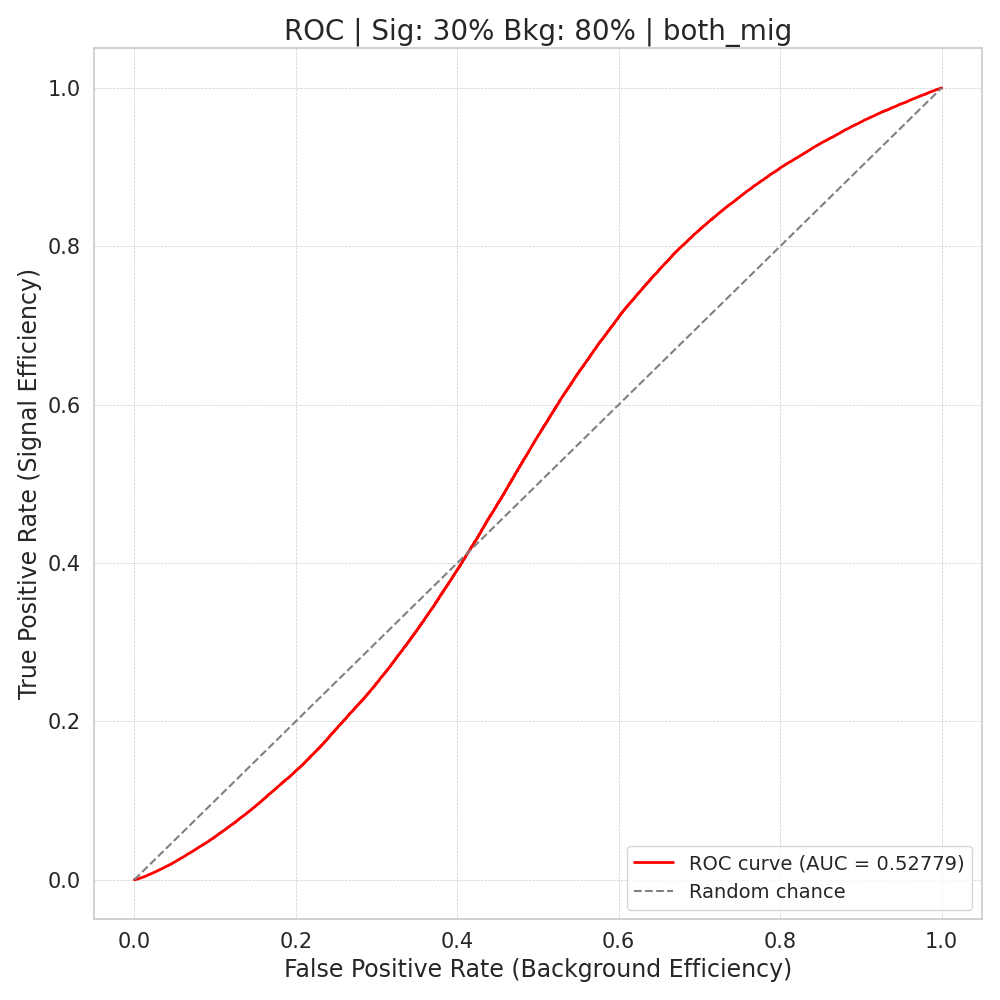 ROC | Sig: 30% Bkg: 80% | both_mig
True Positive Rate (Signal Efficiency)
1.0
0.8
0.6
0.4
0.2
0.0
ROC curve (AUC = 0.52779)
Random chance
0.0 0.2 0.4 0.6 0.8 1.0
False Positive Rate (Background Efficiency)